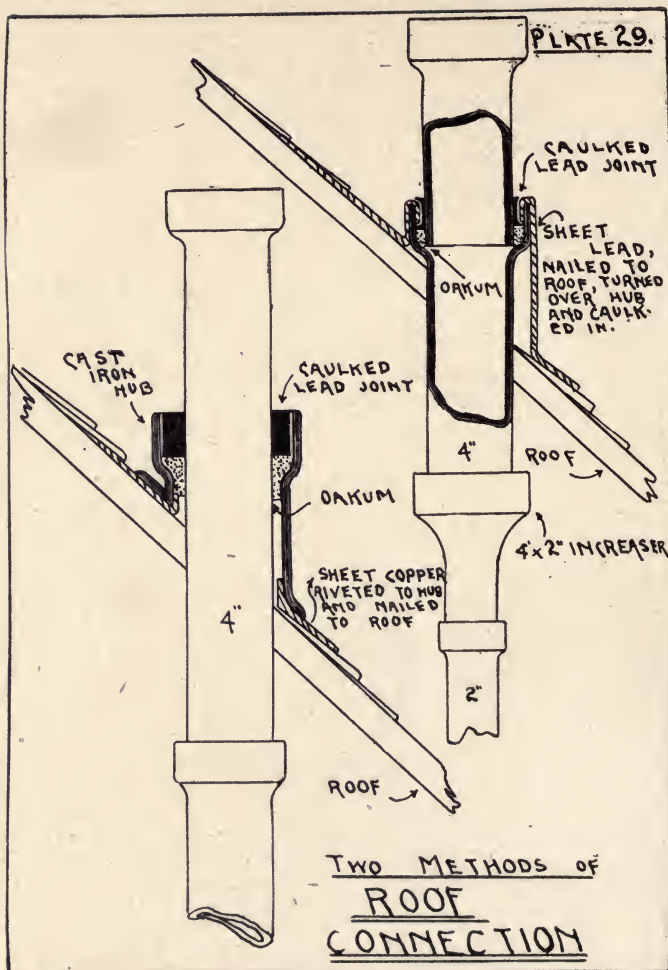 PLATE 29.
CAULKED
LEAD JOINT
SHEET
LEAD,
NAILED TO
ROOF, TURNED
OVER HUB
AND CAULK-
ED IN.
OAKUM
CAST
IRON
HUB
CAULKED
LEAD JOINT
4"
ROOF
OAKUM
4"x2" INCREASER
SHEET COPPER
RIVETED TO HUB
AND NAILED
TO ROOF
4"
2"
ROOF
TWO METHODS OF
ROOF
CONNECTION